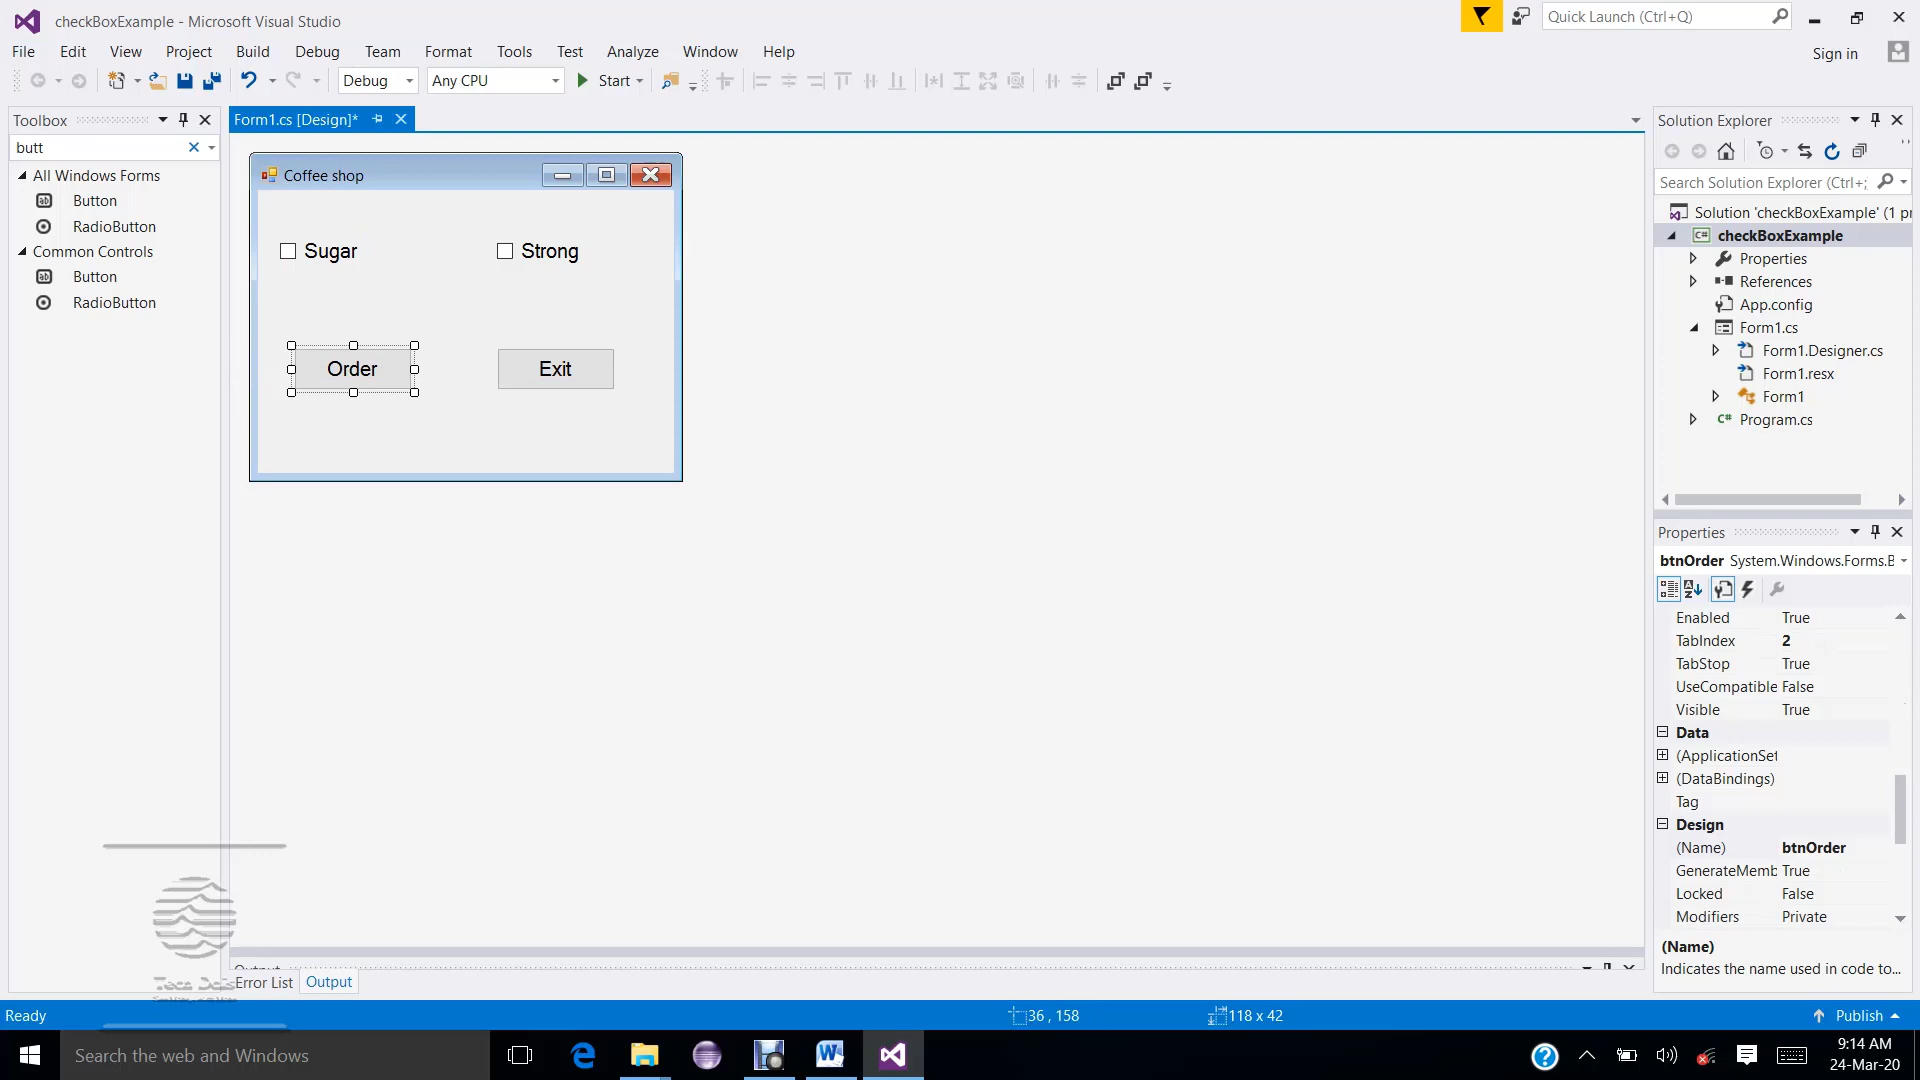 checkBoxExample - Microsoft Visual Studio
Quick Launch (Ctrl+Q)
File Edit View Project Build Debug Team Format Tools Test Analyze Window Help
Sign in
Debug Any CPU Start
Toolbox
butt
All Windows Forms
Button
RadioButton
Common Controls
Button
RadioButton
Form1.cs [Design]*
Coffee shop
Sugar Strong
Order Exit
Solution Explorer
Search Solution Explorer (Ctrl+;
Solution 'checkBoxExample' (1 pr
checkBoxExample
Properties
References
App.config
Form1.cs
Form1.Designer.cs
Form1.resx
Form1
Program.cs
Properties
btnOrder System.Windows.Forms.B
Enabled True
TabIndex 2
TabStop True
UseCompatible False
Visible True
Data
(ApplicationSet
(DataBindings)
Tag
Design
(Name) btnOrder
GenerateMemb True
Locked False
Modifiers Private
(Name)
Indicates the name used in code to...
Output
Error List Output
Ready
36 , 158
118 x 42
Publish
Search the web and Windows
9:14 AM
24-Mar-20